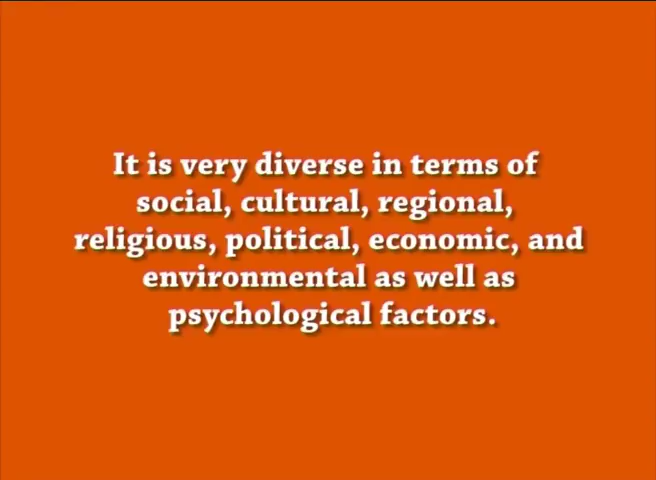 It is very diverse in terms of
social, cultural, regional,
religious, political, economic, and
environmental as well as
psychological factors.